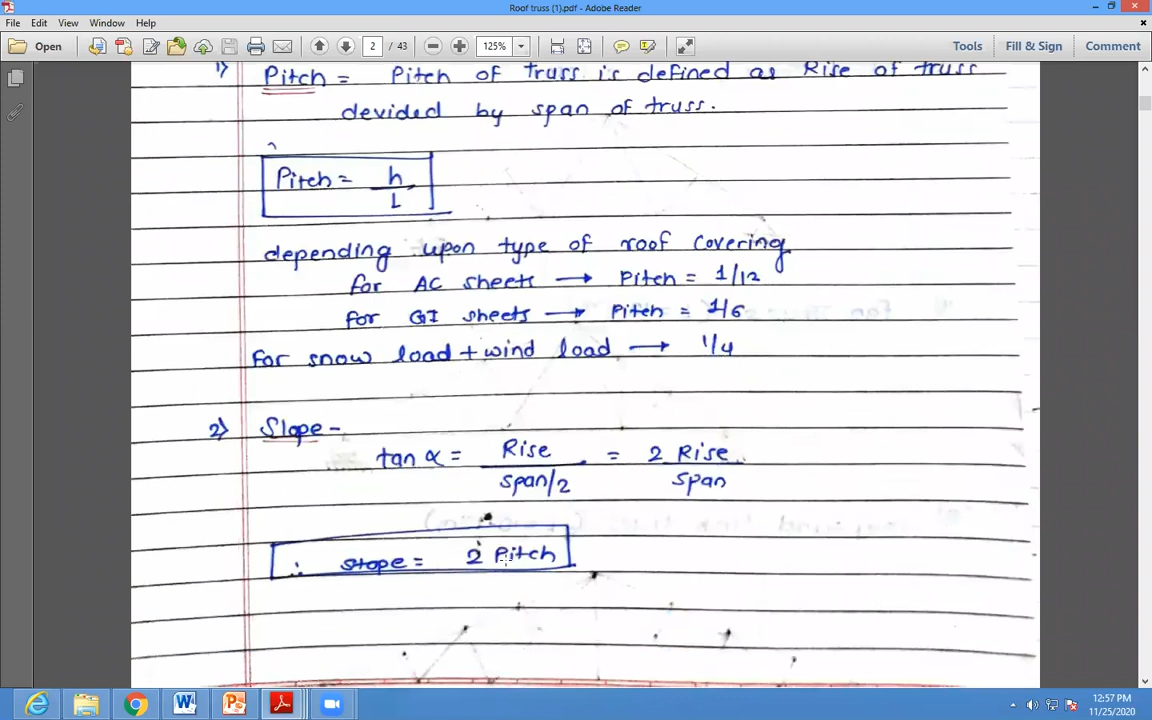 Roof truss (1).pdf - Adobe Reader
File Edit View Window Help
Open 2 / 43 125% Tools Fill & Sign Comment
1) Pitch = Pitch of truss is defined as Rise of truss
devided by span of truss.
Pitch = h/L
depending upon type of roof covering
for AC sheets → Pitch = 1/12
for GI sheets → Pitch = 1/6
For snow load + wind load → 1/4
2) Slope -
tan α = Rise / span/2 = 2 Rise / span
∴ slope = 2 Pitch
12:57 PM
11/25/2020